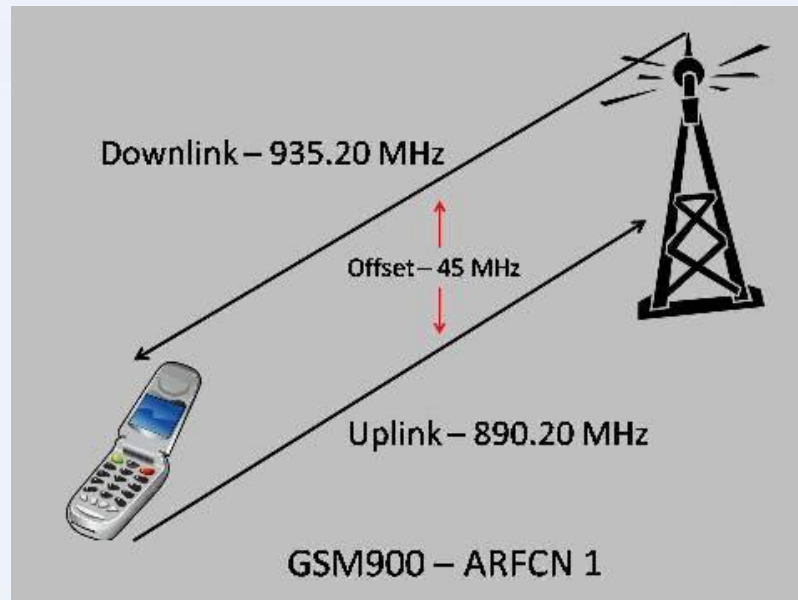 Downlink – 935.20 MHz
Offset – 45 MHz
Uplink – 890.20 MHz
GSM900 – ARFCN 1